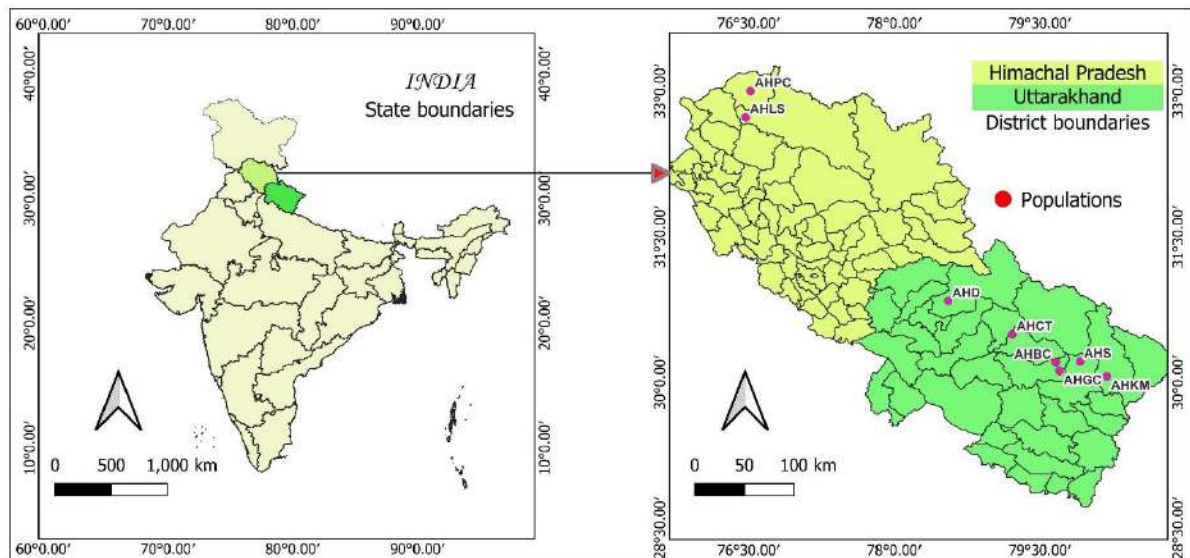 60°0.00′ 70°0.00′ 80°0.00′ 90°0.00′
40°0.00′
30°0.00′
20°0.00′
10°0.00′
INDIA
State boundaries
40°0.00′
30°0.00′
20°0.00′
10°0.00′
0 500 1,000 km
60°0.00′ 70°0.00′ 80°0.00′ 90°0.00′
76°30.00′ 78°0.00′ 79°30.00′
33°0.00′
31°30.00′
30°0.00′
28°30.00′
Himachal Pradesh
Uttarakhand
District boundaries
Populations
AHPC
AHLS
AHD
AHCT
AHBC
AHS
AHGC
AHKM
33°0.00′
31°30.00′
30°0.00′
28°30.00′
0 50 100 km
76°30.00′ 78°0.00′ 79°30.00′